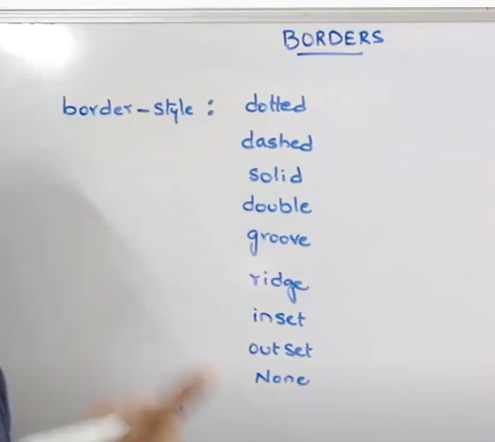 BORDERS
border-style : dotted
dashed
solid
double
groove
ridge
inset
outset
None